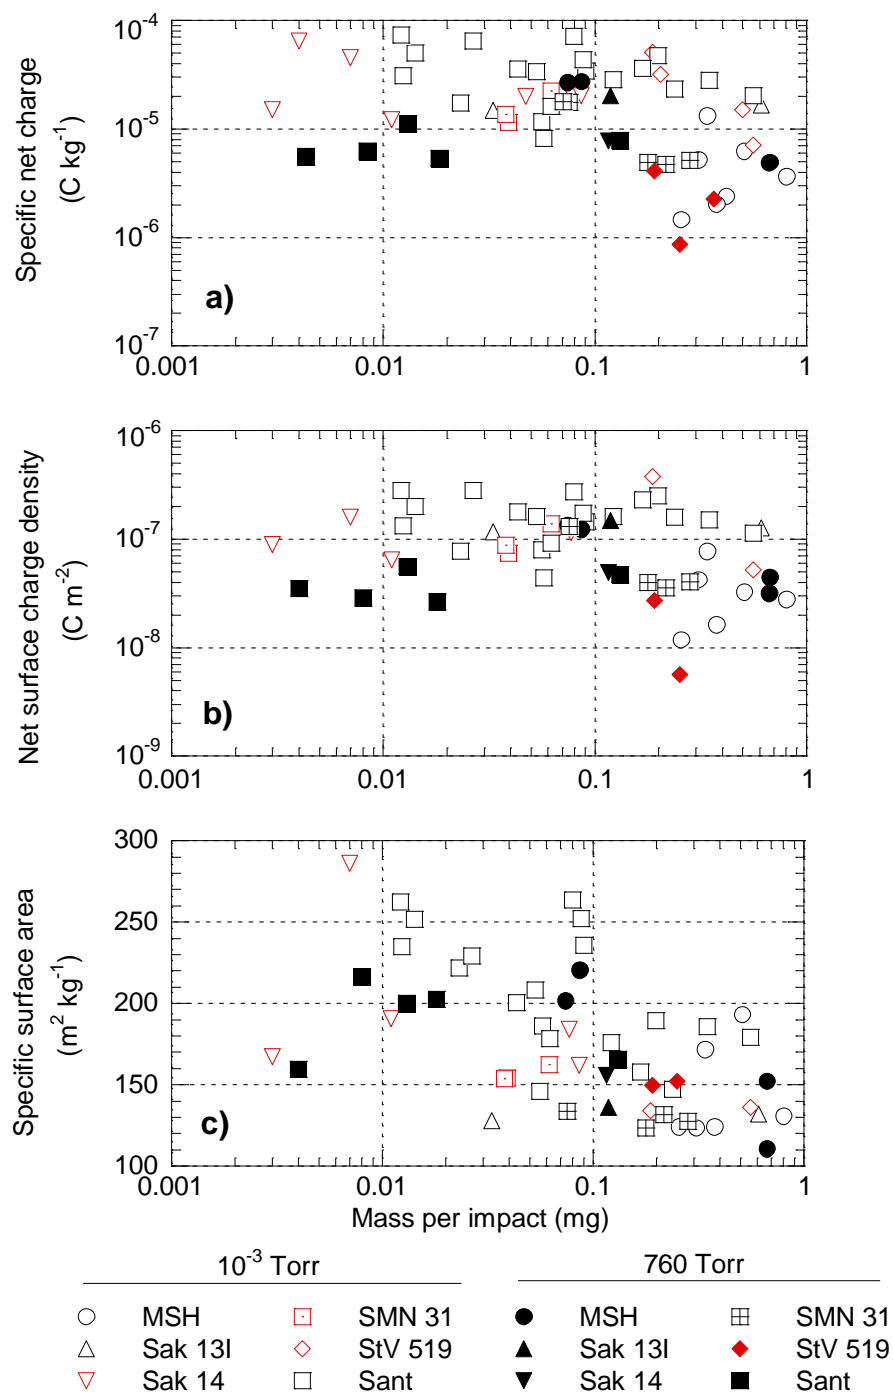 10⁻⁴
10⁻⁵
10⁻⁶
10⁻⁷
Specific net charge
(C kg⁻¹)
a)
0.001 0.01 0.1 1
10⁻⁶
10⁻⁷
10⁻⁸
10⁻⁹
Net surface charge density
(C m⁻²)
b)
0.001 0.01 0.1 1
300
250
200
150
100
Specific surface area
(m² kg⁻¹)
c)
0.001 0.01 0.1 1
Mass per impact (mg)
10⁻³ Torr 760 Torr
MSH SMN 31 MSH SMN 31
Sak 13I StV 519 Sak 13I StV 519
Sak 14 Sant Sak 14 Sant